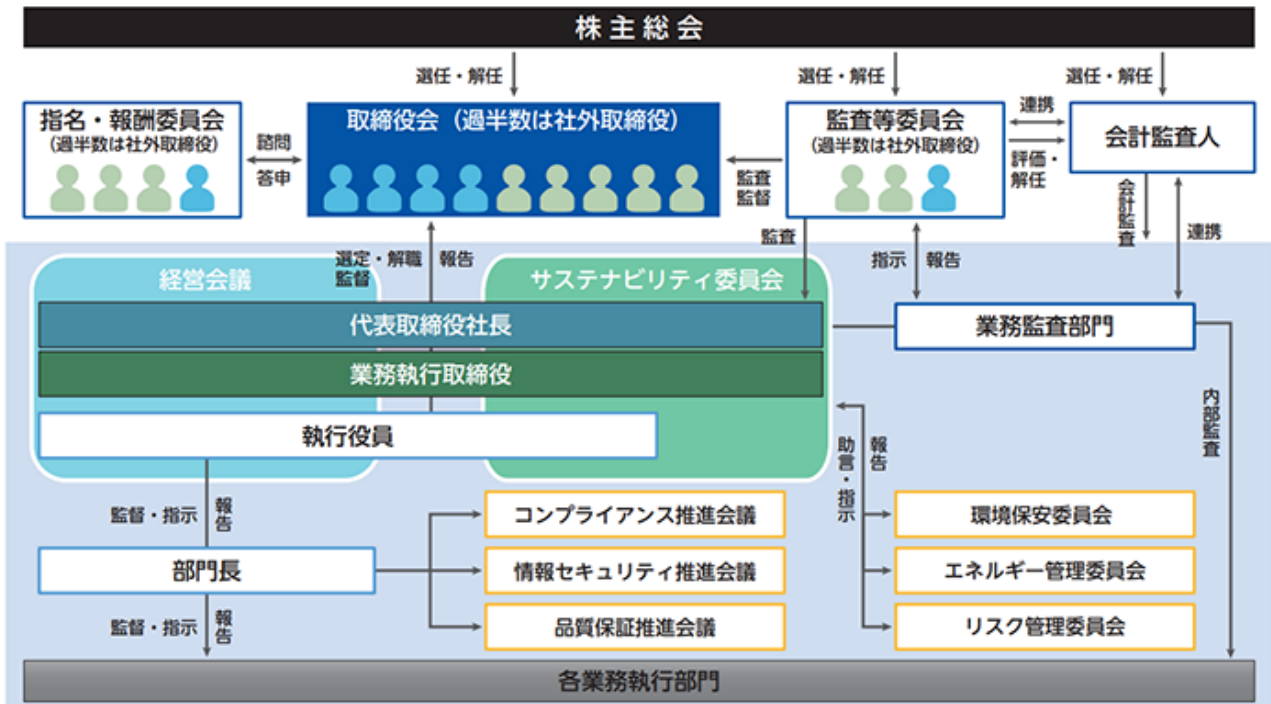 株主総会
選任・解任
選任・解任
選任・解任
指名・報酬委員会
(過半数は社外取締役)
諮問
答申
取締役会（過半数は社外取締役）
監査
監督
監査等委員会
(過半数は社外取締役)
連携
評価・
解任
会計監査人
監査
指示
報告
会計監査
連携
選定・解職
監督
報告
経営会議
サステナビリティ委員会
代表取締役社長
業務執行取締役
執行役員
業務監査部門
内部監査
助言・指示
報告
監督・指示
報告
部門長
コンプライアンス推進会議
情報セキュリティ推進会議
品質保証推進会議
環境保安委員会
エネルギー管理委員会
リスク管理委員会
監督・指示
報告
各業務執行部門